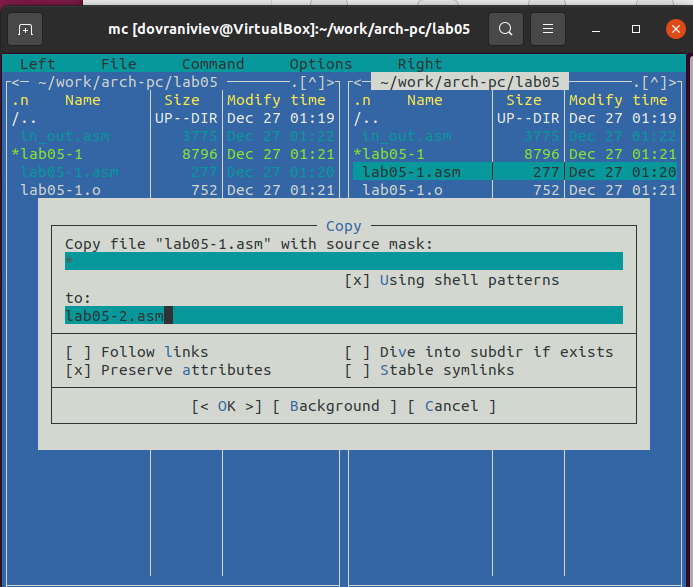 mc [dovraniviev@VirtualBox]:~/work/arch-pc/lab05
Left File Command Options Right
<— ~/work/arch-pc/lab05 .[^]> <— ~/work/arch-pc/lab05 .[^]>
.n Name Size Modify time .n Name Size Modify time
/.. UP--DIR Dec 27 01:19 /.. UP--DIR Dec 27 01:19
in_out.asm 3775 Dec 27 01:22 in_out.asm 3775 Dec 27 01:22
*lab05-1 8796 Dec 27 01:21 *lab05-1 8796 Dec 27 01:21
lab05-1.asm 277 Dec 27 01:20 lab05-1.asm 277 Dec 27 01:20
lab05-1.o 752 Dec 27 01:21 lab05-1.o 752 Dec 27 01:21
Copy
Copy file "lab05-1.asm" with source mask:
*
[x] Using shell patterns
to:
lab05-2.asm
[ ] Follow links [ ] Dive into subdir if exists
[x] Preserve attributes [ ] Stable symlinks
[< OK >] [ Background ] [ Cancel ]